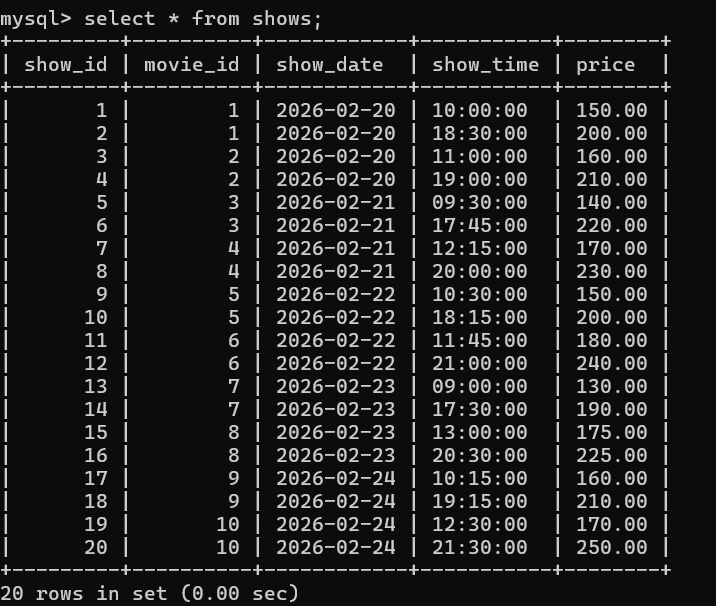 mysql> select * from shows;
+---------+----------+------------+-----------+--------+
| show_id | movie_id | show_date  | show_time | price  |
+---------+----------+------------+-----------+--------+
|       1 |        1 | 2026-02-20 | 10:00:00  | 150.00 |
|       2 |        1 | 2026-02-20 | 18:30:00  | 200.00 |
|       3 |        2 | 2026-02-20 | 11:00:00  | 160.00 |
|       4 |        2 | 2026-02-20 | 19:00:00  | 210.00 |
|       5 |        3 | 2026-02-21 | 09:30:00  | 140.00 |
|       6 |        3 | 2026-02-21 | 17:45:00  | 220.00 |
|       7 |        4 | 2026-02-21 | 12:15:00  | 170.00 |
|       8 |        4 | 2026-02-21 | 20:00:00  | 230.00 |
|       9 |        5 | 2026-02-22 | 10:30:00  | 150.00 |
|      10 |        5 | 2026-02-22 | 18:15:00  | 200.00 |
|      11 |        6 | 2026-02-22 | 11:45:00  | 180.00 |
|      12 |        6 | 2026-02-22 | 21:00:00  | 240.00 |
|      13 |        7 | 2026-02-23 | 09:00:00  | 130.00 |
|      14 |        7 | 2026-02-23 | 17:30:00  | 190.00 |
|      15 |        8 | 2026-02-23 | 13:00:00  | 175.00 |
|      16 |        8 | 2026-02-23 | 20:30:00  | 225.00 |
|      17 |        9 | 2026-02-24 | 10:15:00  | 160.00 |
|      18 |        9 | 2026-02-24 | 19:15:00  | 210.00 |
|      19 |       10 | 2026-02-24 | 12:30:00  | 170.00 |
|      20 |       10 | 2026-02-24 | 21:30:00  | 250.00 |
+---------+----------+------------+-----------+--------+
20 rows in set (0.00 sec)